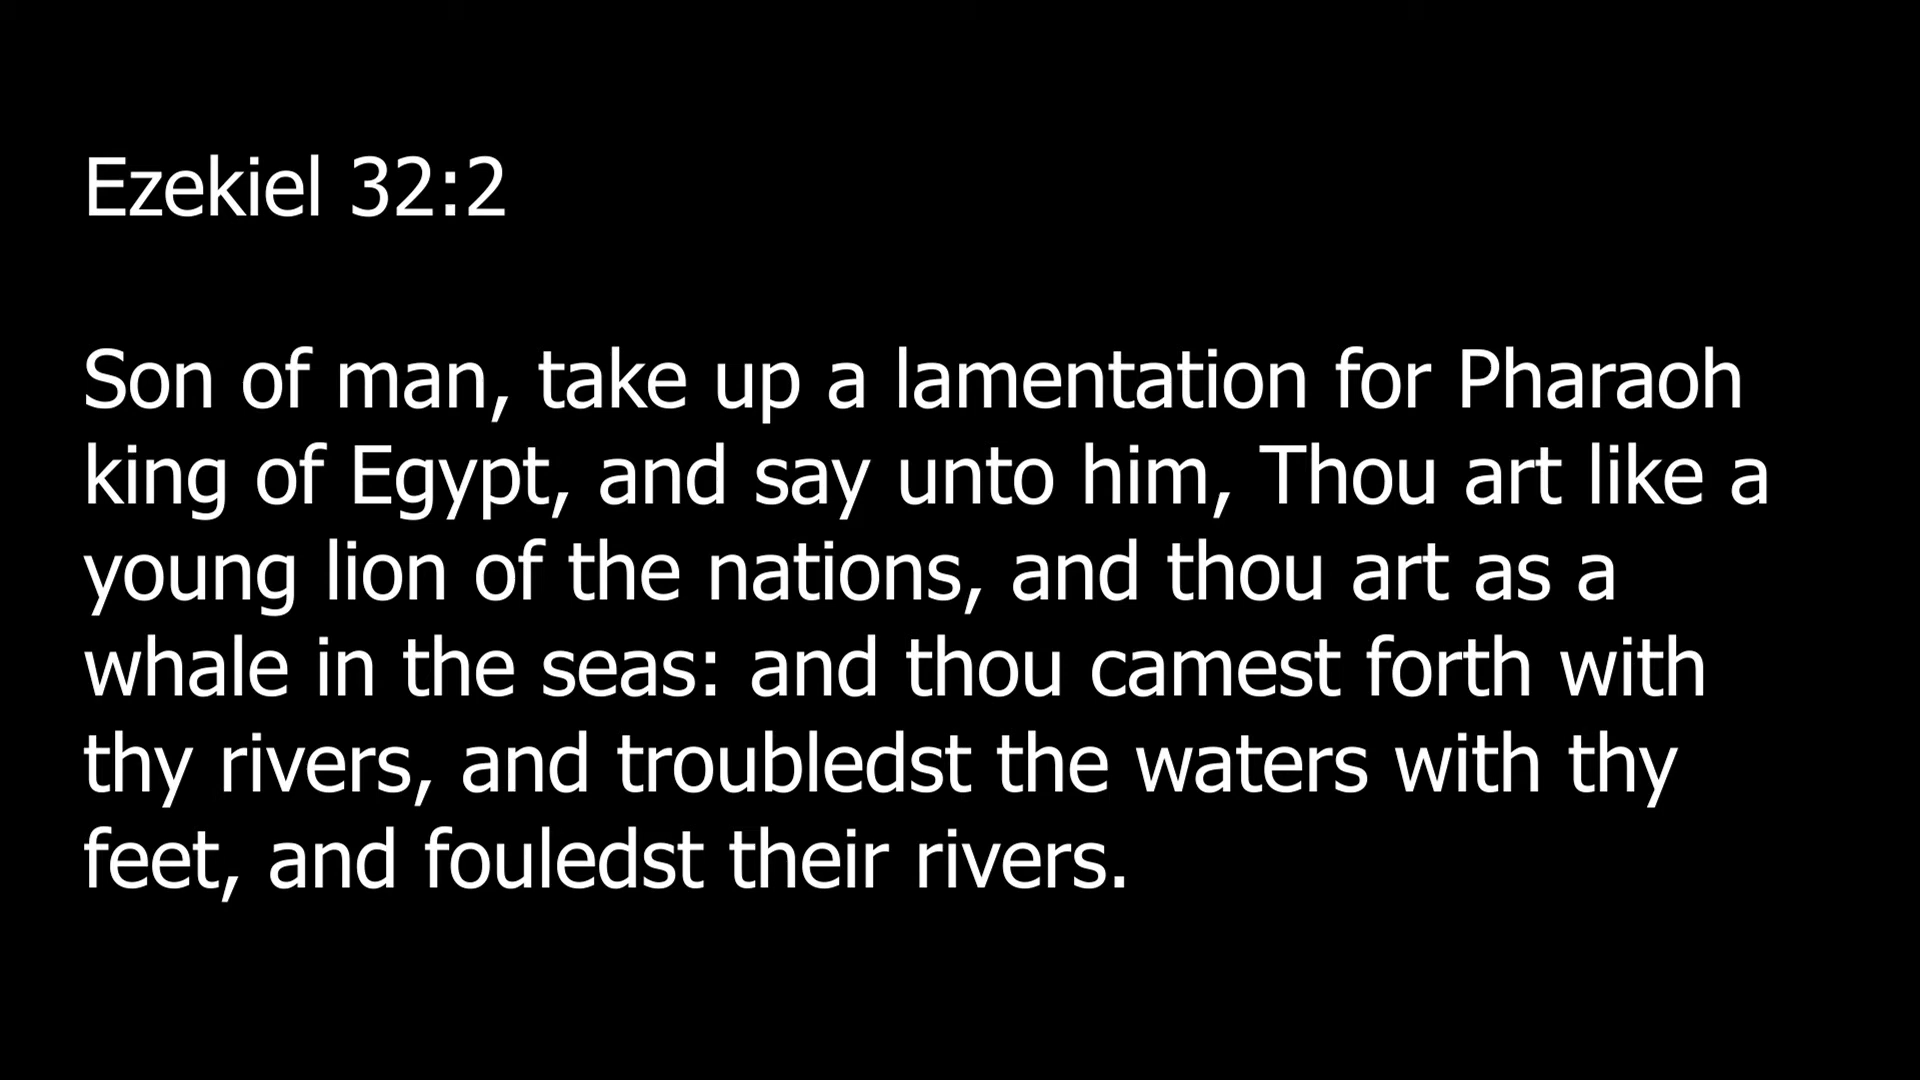 Ezekiel 32:2
Son of man, take up a lamentation for Pharaoh
king of Egypt, and say unto him, Thou art like a
young lion of the nations, and thou art as a
whale in the seas: and thou camest forth with
thy rivers, and troubledst the waters with thy
feet, and fouledst their rivers.